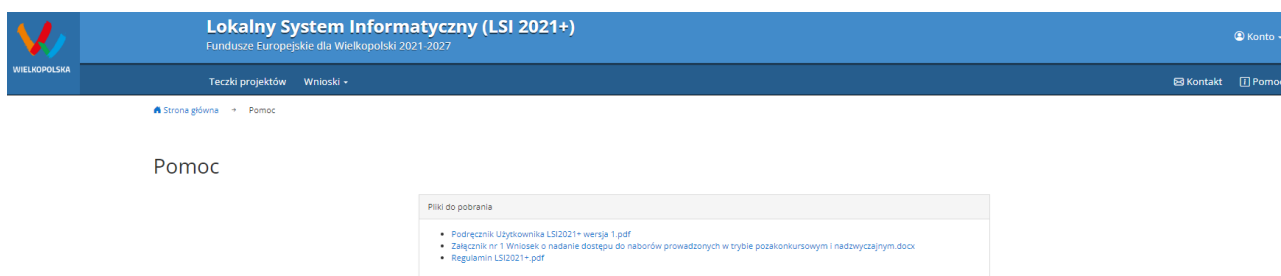 Lokalny System Informatyczny (LSI 2021+)
Fundusze Europejskie dla Wielkopolski 2021-2027
Konto
WIELKOPOLSKA
Teczki projektów Wnioski
Kontakt Pomoc
Strona główna → Pomoc
Pomoc
Pliki do pobrania
• Podręcznik Użytkownika LSI2021+ wersja 1.pdf
• Załącznik nr 1 Wniosek o nadanie dostępu do naborów prowadzonych w trybie pozakonkursowym i nadzwyczajnym.docx
• Regulamin LSI2021+.pdf